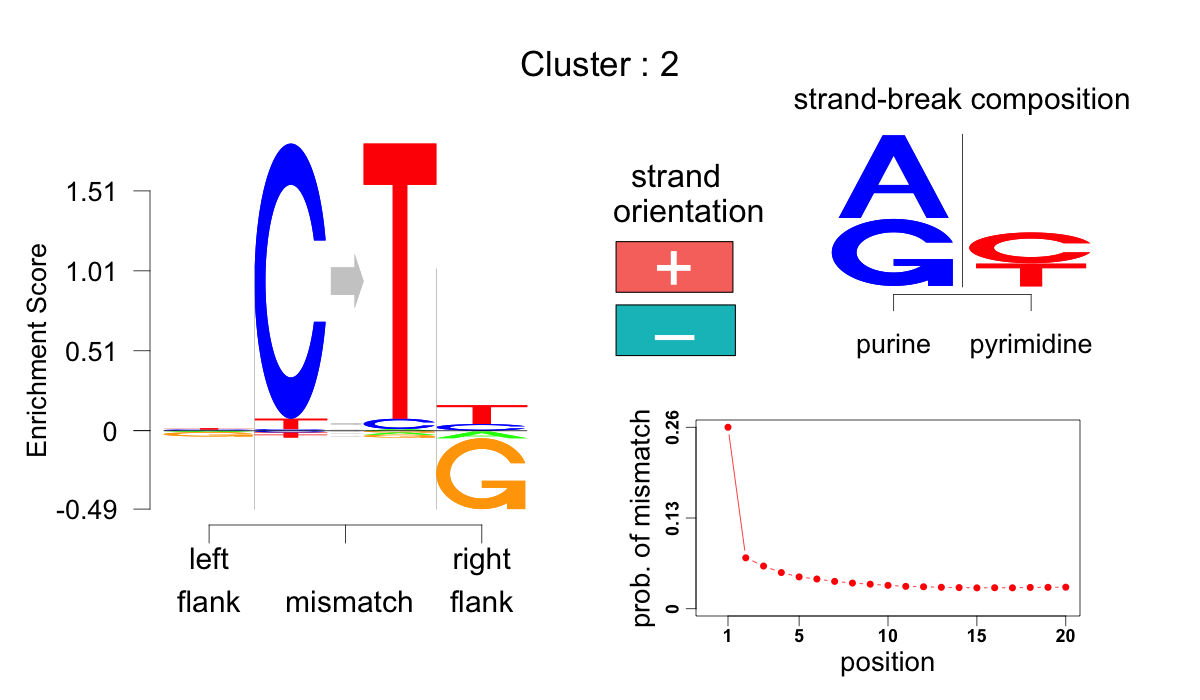 Cluster : 2
strand-break composition
Enrichment Score
1.51
1.01
0.51
0
-0.49
C
T
T
C
T
C
A
G
left
flank
mismatch
right
flank
strand
orientation
+
−
A
G
C
T
purine
pyrimidine
prob. of mismatch
0.26
0.13
0
1
5
10
15
20
position